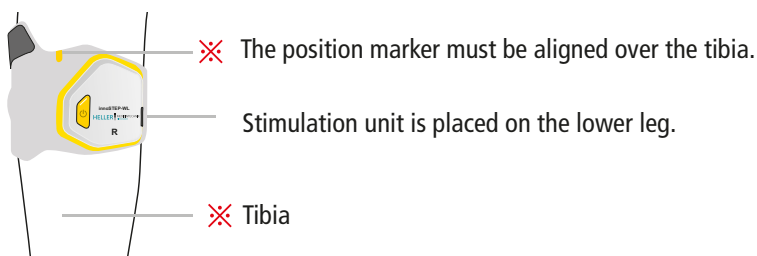 ※ The position marker must be aligned over the tibia.
innoSTEP-WL
R
Stimulation unit is placed on the lower leg.
※ Tibia